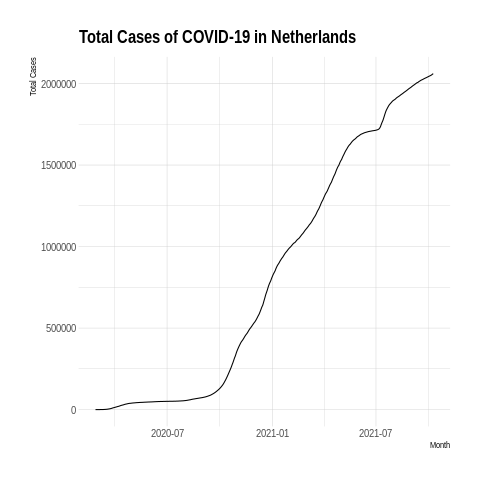 Total Cases of COVID-19 in Netherlands
Total Cases
2000000
1500000
1000000
500000
0
2020-07
2021-01
2021-07
Month